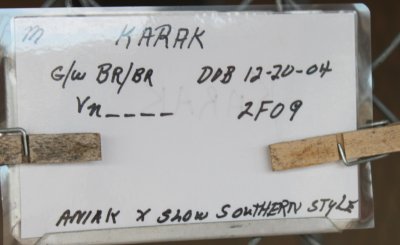 m KARAK
G/w BR/BR DOB 12-20-04
Vn____ 2F09
ANIAK X SLOW SOUTHERN STYLE